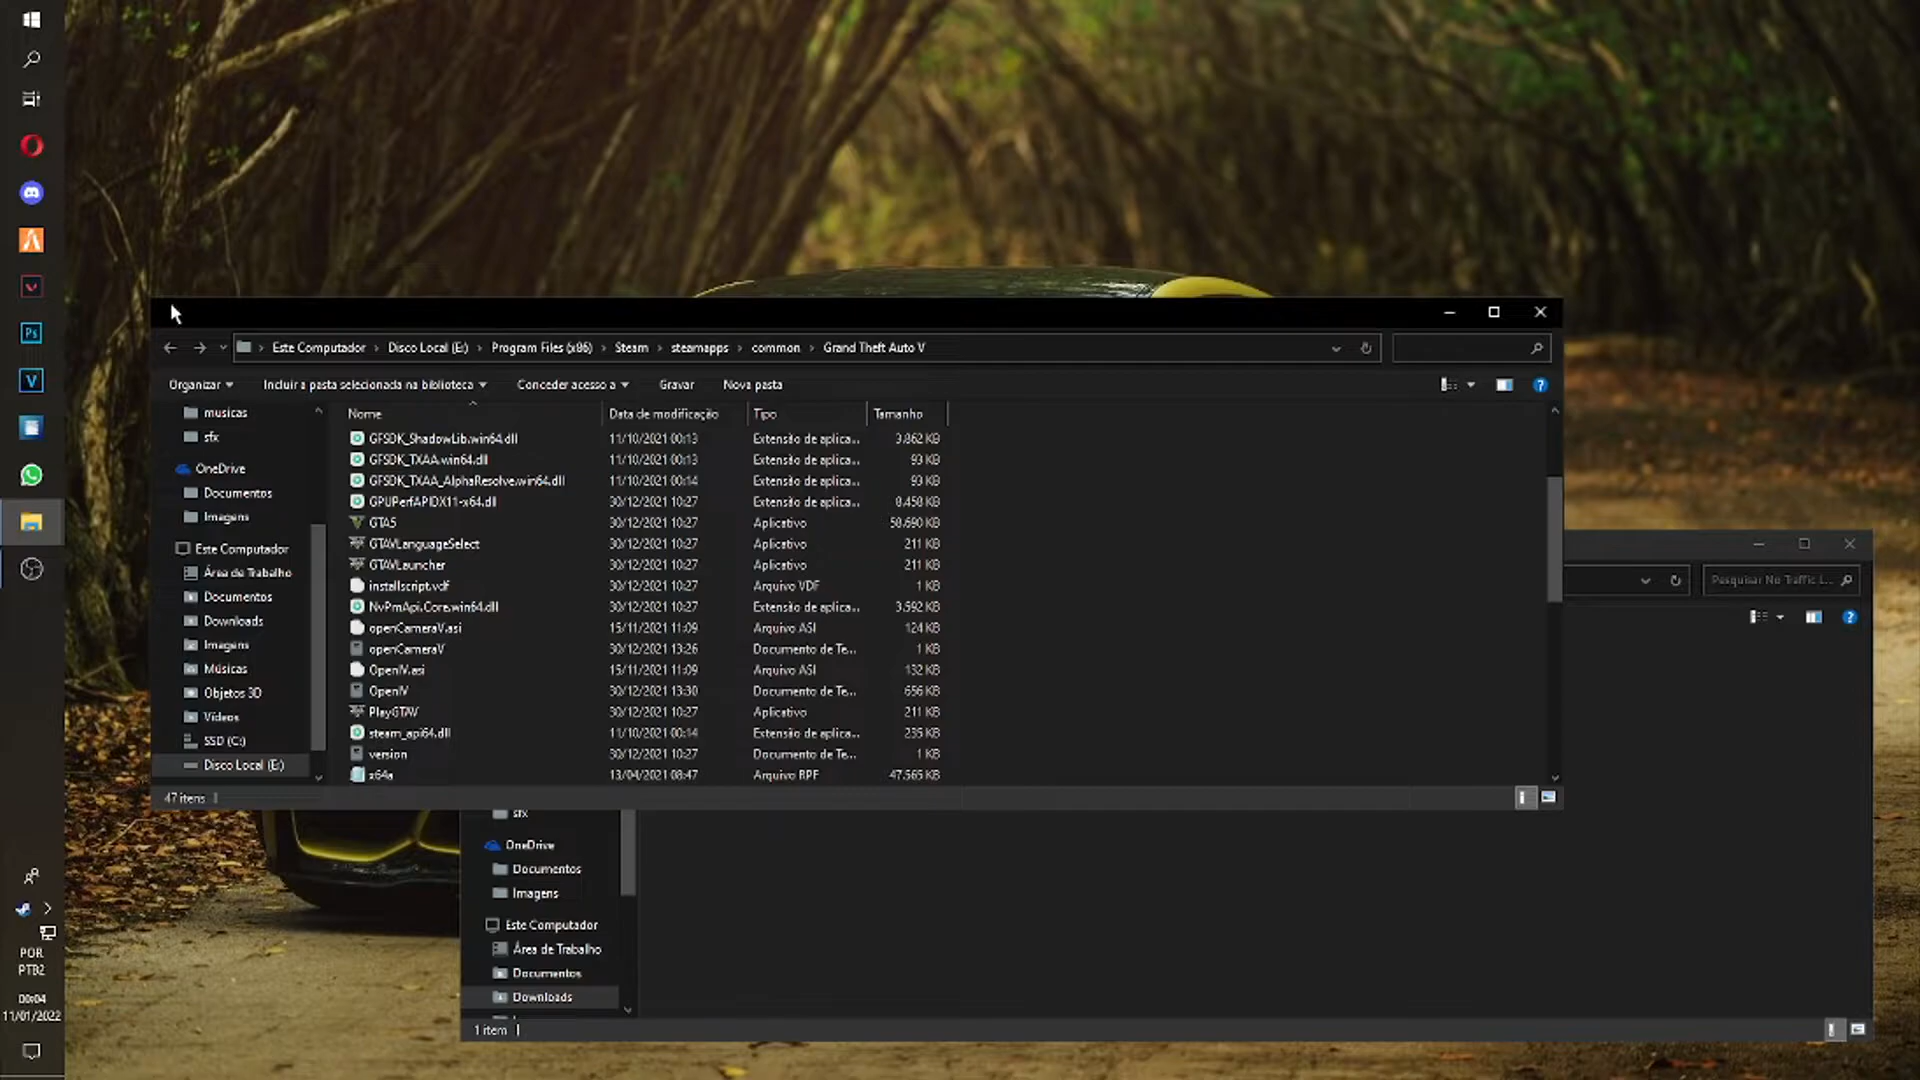 Este Computador > Disco Local (E:) > Program Files (x86) > Steam > steamapps > common > Grand Theft Auto V
Organizar
Incluir a pasta selecionada na biblioteca
Conceder acesso a
Gravar
Nova pasta
musicas
sfx
OneDrive
Documentos
Imagens
Este Computador
Área de Trabalho
Documentos
Downloads
Imagens
Músicas
Objetos 3D
Vídeos
SSD (C:)
Disco Local (E:)
Nome Data de modificação Tipo Tamanho
GFSDK_ShadowLib.win64.dll 11/10/2021 00:13 Extensão de aplica... 3.862 KB
GFSDK_TXAA.win64.dll 11/10/2021 00:13 Extensão de aplica... 93 KB
GFSDK_TXAA_AlphaResolve.win64.dll 11/10/2021 00:14 Extensão de aplica... 93 KB
GPUPerfAPIDX11-x64.dll 30/12/2021 10:27 Extensão de aplica... 8.458 KB
GTA5 30/12/2021 10:27 Aplicativo 58.690 KB
GTAVLanguageSelect 30/12/2021 10:27 Aplicativo 211 KB
GTAVLauncher 30/12/2021 10:27 Aplicativo 211 KB
installscript.vdf 30/12/2021 10:27 Arquivo VDF 1 KB
NvPmApi.Core.win64.dll 30/12/2021 10:27 Extensão de aplica... 3.592 KB
openCameraV.asi 15/11/2021 11:09 Arquivo ASI 124 KB
openCameraV 30/12/2021 13:26 Documento de Te... 1 KB
OpenIV.asi 15/11/2021 11:09 Arquivo ASI 132 KB
OpenIV 30/12/2021 13:30 Documento de Te... 656 KB
PlayGTAV 30/12/2021 10:27 Aplicativo 211 KB
steam_api64.dll 11/10/2021 00:14 Extensão de aplica... 235 KB
version 30/12/2021 10:27 Documento de Te... 1 KB
x64a 13/04/2021 08:47 Arquivo RPF 47.565 KB
47 itens
Pesquisar No Traffic I...
sfx
OneDrive
Documentos
Imagens
Este Computador
Área de Trabalho
Documentos
Downloads
1 item
Ps
V
POR
PTB2
00:04
11/01/2022